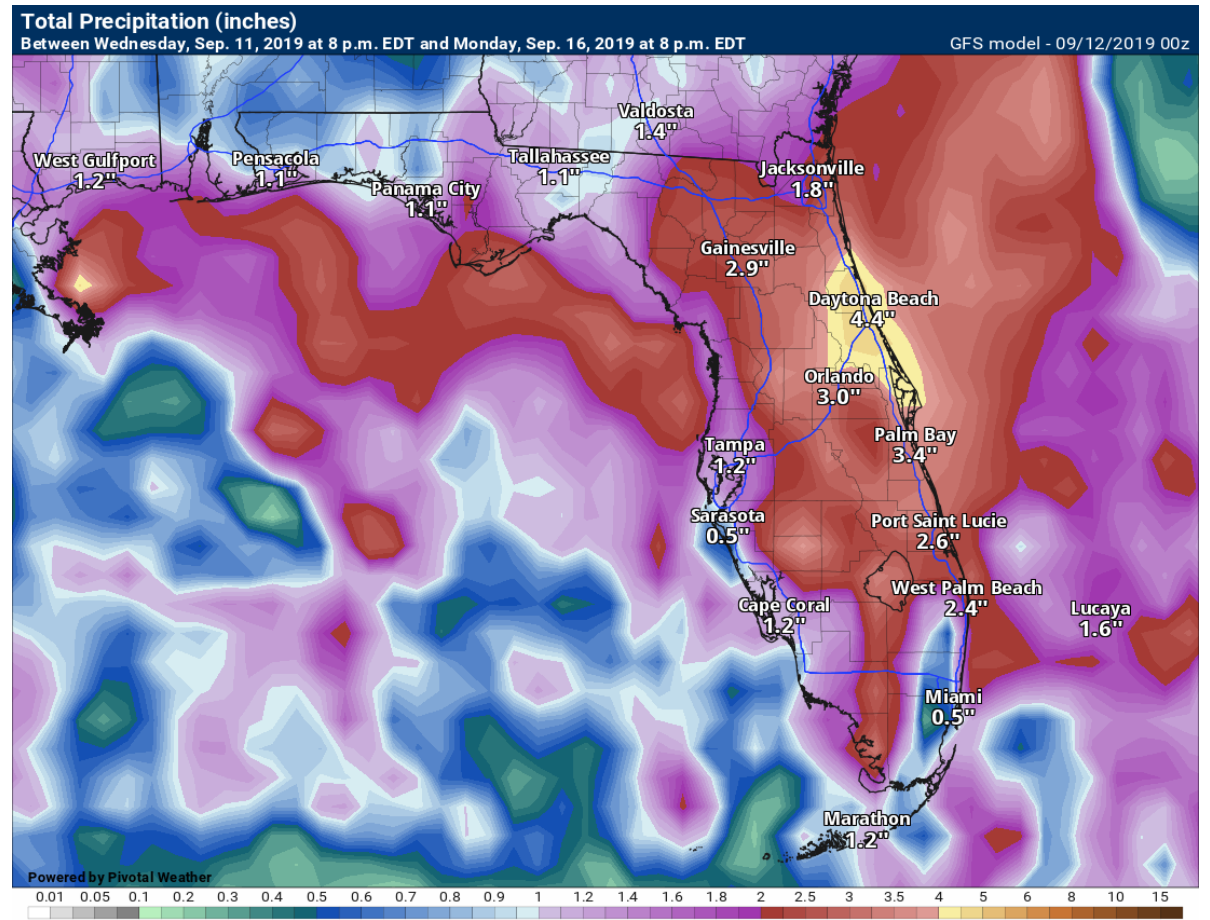 Total Precipitation (inches)
Between Wednesday, Sep. 11, 2019 at 8 p.m. EDT and Monday, Sep. 16, 2019 at 8 p.m. EDT
GFS model - 09/12/2019 00z
Valdosta
1.4"
West Gulfport
1.2"
Pensacola
1.1"
Tallahassee
1.1"
Jacksonville
1.8"
Panama City
1.1"
Gainesville
2.9"
Daytona Beach
4.4"
Orlando
3.0"
Tampa
1.2"
Palm Bay
3.4"
Sarasota
0.5"
Port Saint Lucie
2.6"
West Palm Beach
2.4"
Cape Coral
1.2"
Lucaya
1.6"
Miami
0.5"
Marathon
1.2"
Powered by Pivotal Weather
0.01 0.05 0.1 0.2 0.3 0.4 0.5 0.6 0.7 0.8 0.9 1 1.2 1.4 1.6 1.8 2 2.5 3 3.5 4 5 6 8 10 15